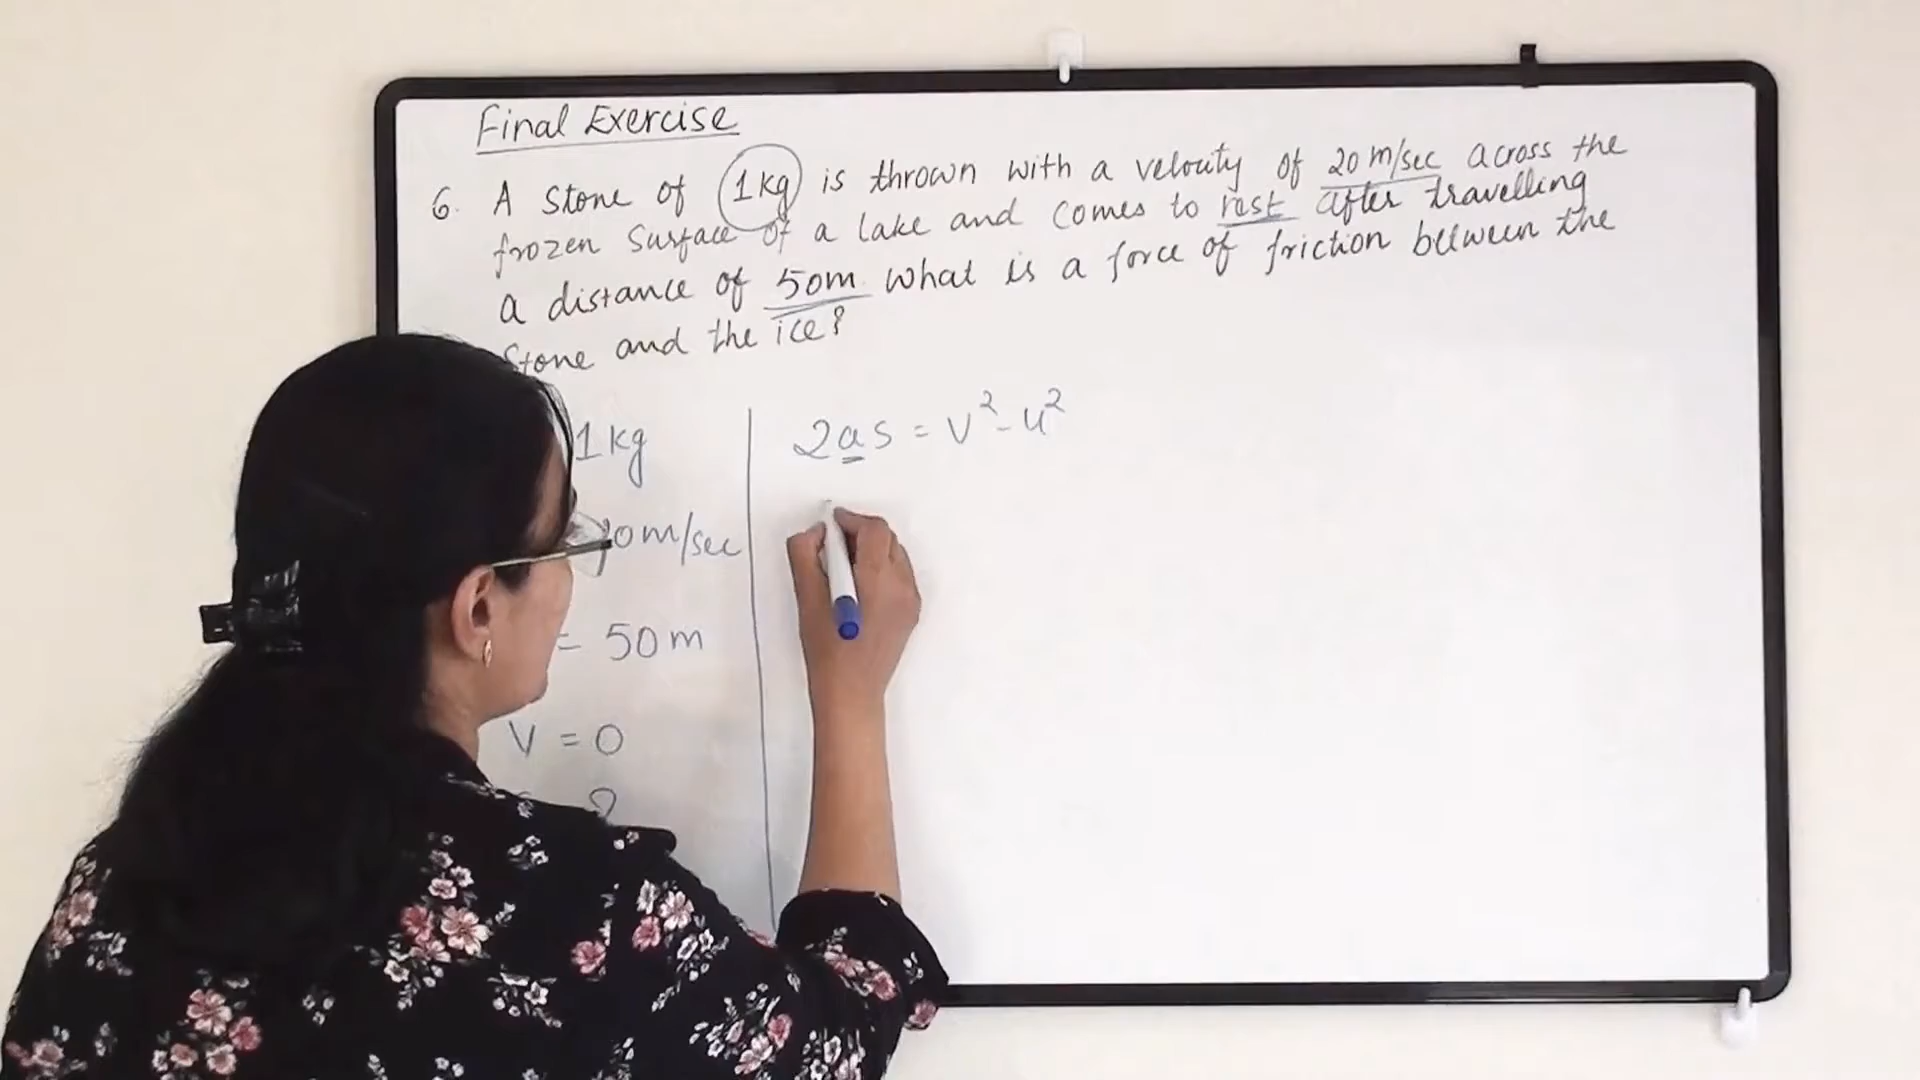 Final Exercise
6. A stone of 1kg is thrown with a velocity of 20 m/sec across the
frozen surface of a lake and comes to rest after travelling
a distance of 50m. What is a force of friction between the
stone and the ice?
1kg
0m/sec
= 50m
V = 0
?
2as = v² - u²